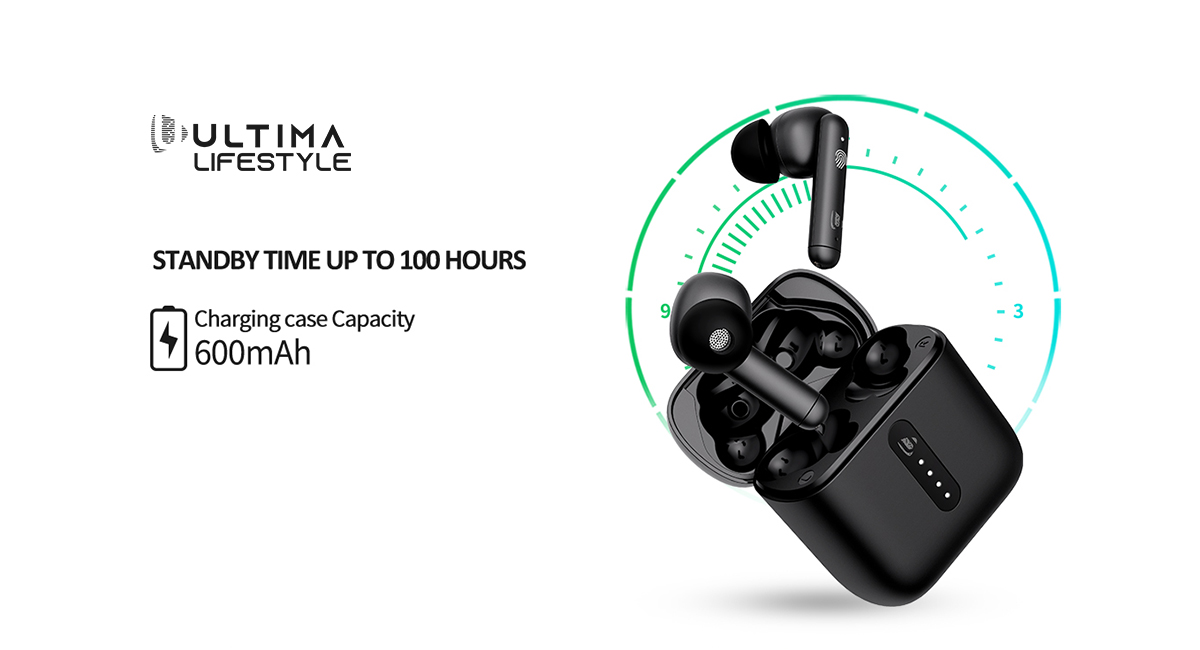 ULTIMA
LIFESTYLE
STANDBY TIME UP TO 100 HOURS
Charging case Capacity
600mAh
9
3
R
L